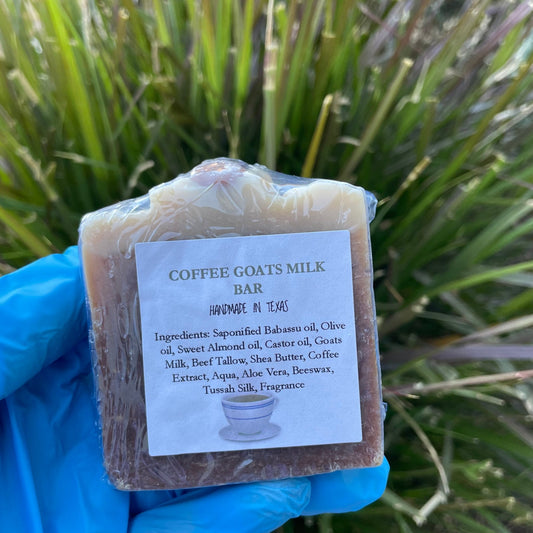 COFFEE GOATS MILK
BAR
HANDMADE IN TEXAS
Ingredients: Saponified Babassu oil, Olive
oil, Sweet Almond oil, Castor oil, Goats
Milk, Beef Tallow, Shea Butter, Coffee
Extract, Aqua, Aloe Vera, Beeswax,
Tussah Silk, Fragrance